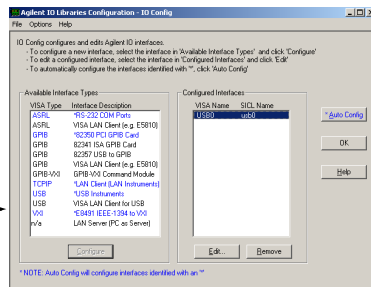 Agilent IO Libraries Configuration - IO Config
File Options Help
IO Config configures and edits Agilent IO interfaces.
- To configure a new interface, select the interface in 'Available Interface Types' and click 'Configure'
- To edit a configured interface, select the interface in 'Configured Interfaces' and click 'Edit'
- To automatically configure the interfaces identified with '*', click 'Auto Config'
Available Interface Types
VISA Type Interface Description
ASRL *RS-232 COM Ports
ASRL VISA LAN Client (e.g. E5810)
GPIB *82350 PCI GPIB Card
GPIB 82341 ISA GPIB Card
GPIB 82357 USB to GPIB
GPIB VISA LAN Client (e.g. E5810)
GPIB-VXI GPIB-VXI Command Module
TCPIP *LAN Client (LAN Instruments)
USB *USB Instruments
USB VISA LAN Client for USB
VXI *E8491 IEEE-1394 to VXI
n/a LAN Server (PC as Server)
Configure
Configured Interfaces
VISA Name SICL Name
USB0 usb0
Edit... Remove
* Auto Config
OK
Help
*NOTE: Auto Config will configure interfaces identified with an '*'